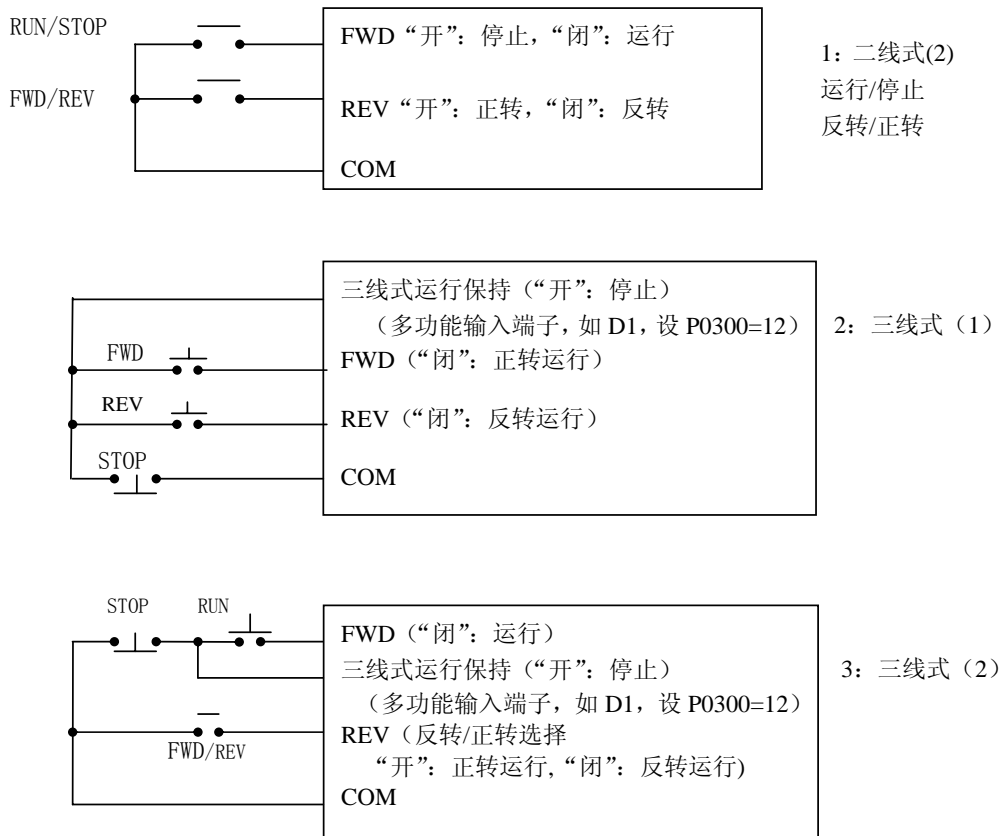 RUN/STOP
FWD/REV
FWD“开”：停止，“闭”：运行
REV“开”：正转，“闭”：反转
COM
1：二线式(2)
运行/停止
反转/正转
三线式运行保持（“开”：停止）
（多功能输入端子，如 D1，设 P0300=12）
FWD（“闭”：正转运行）
REV（“闭”：反转运行）
COM
FWD
REV
STOP
2：三线式（1）
STOP
RUN
FWD（“闭”：运行）
三线式运行保持（“开”：停止）
（多功能输入端子，如 D1，设 P0300=12）
REV（反转/正转选择
“开”：正转运行,“闭”：反转运行)
COM
FWD/REV
3：三线式（2）